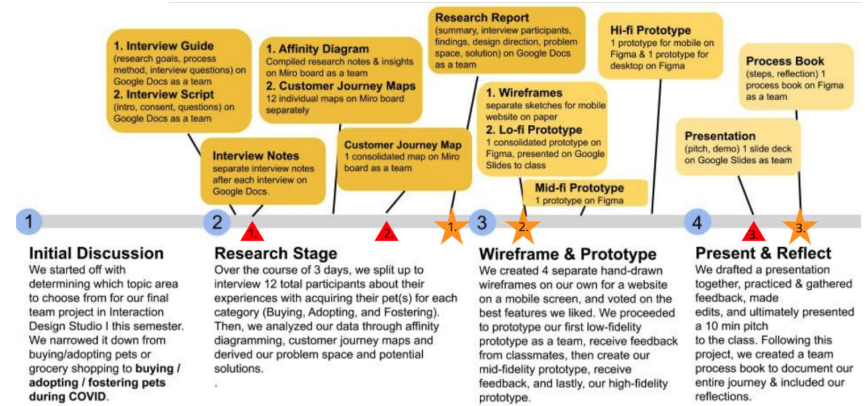 1. Interview Guide
(research goals, process
method, interview questions) on
Google Docs as a team
2. Interview Script
(intro, consent, questions) on
Google Docs as a team
Interview Notes
separate interview notes
after each interview on
Google Docs.
1. Affinity Diagram
Compiled research notes & insights
on Miro board as a team
2. Customer Journey Maps
12 individual maps on Miro board
separately
Customer Journey Map
1 consolidated map on Miro
board as a team
Research Report
(summary, interview participants,
findings, design direction, problem
space, solution) on Google Docs
as a team
1. Wireframes
separate sketches for mobile
website on paper
2. Lo-fi Prototype
1 consolidated prototype on
Figma, presented on Google
Slides to class
Mid-fi Prototype
1 prototype on Figma
Hi-fi Prototype
1 prototype for mobile on
Figma & 1 prototype for
desktop on Figma
Presentation
(pitch, demo) 1 slide deck
on Google Slides as team
Process Book
(steps, reflection) 1
process book on Figma
as a team
1
2
1.
2.
1.
3
2.
4
3.
3.
Initial Discussion
We started off with
determining which topic area
to choose from for our final
team project in Interaction
Design Studio I this semester.
We narrowed it down from
buying/adopting pets or
grocery shopping to buying /
adopting / fostering pets
during COVID.
Research Stage
Over the course of 3 days, we split up to
interview 12 total participants about their
experiences with acquiring their pet(s) for each
category (Buying, Adopting, and Fostering).
Then, we analyzed our data through affinity
diagramming, customer journey maps and
derived our problem space and potential
solutions.
.
Wireframe & Prototype
We created 4 separate hand-drawn
wireframes on our own for a website
on a mobile screen, and voted on the
best features we liked. We proceeded
to prototype our first low-fidelity
prototype as a team, receive feedback
from classmates, then create our
mid-fidelity prototype, receive
feedback, and lastly, our high-fidelity
prototype.
Present & Reflect
We drafted a presentation
together, practiced & gathered
feedback, made
edits, and ultimately presented
a 10 min pitch
to the class. Following this
project, we created a team
process book to document our
entire journey & included our
reflections.